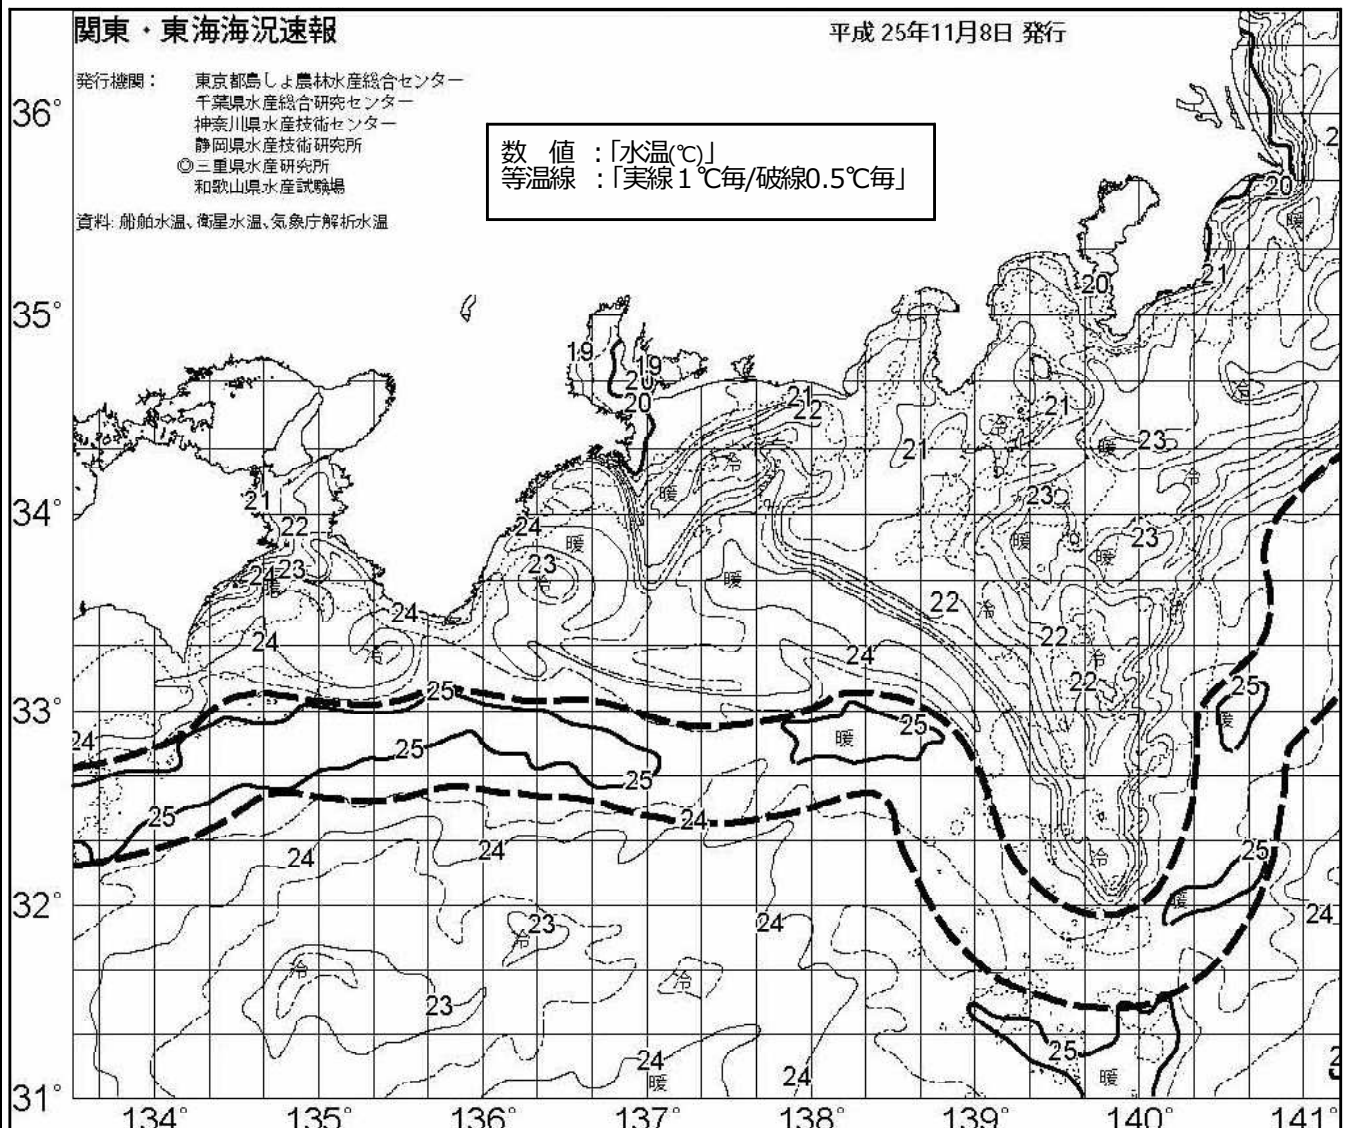 関東・東海海況速報
平成 25年11月8日 発行
発行機関： 東京都島しょ農林水産総合センター
千葉県水産総合研究センター
神奈川県水産技術センター
静岡県水産技術研究所
◎三重県水産研究所
和歌山県水産試験場
資料: 船舶水温、衛星水温、気象庁解析水温
数 値 ：「水温(℃)」
等温線 ：「実線１℃毎/破線0.5℃毎」
36°
20
暖
21
20
35°
19
19
20
20
21
22
冷
21
冷
21
23
暖
冷
暖
冷
21
34°
22
24
暖
23
冷
暖
23
暖
23
暖
24
23
暖
24
22
冷
22
冷
24
冷
24
22
33°
25
25
暖
24
25
25
暖
25
25
24
24
24
25
冷
暖
32°
23
冷
24
24
冷
冷
23
25
24
暖
24
暖
31°
134°
135°
136°
137°
138°
139°
140°
141°